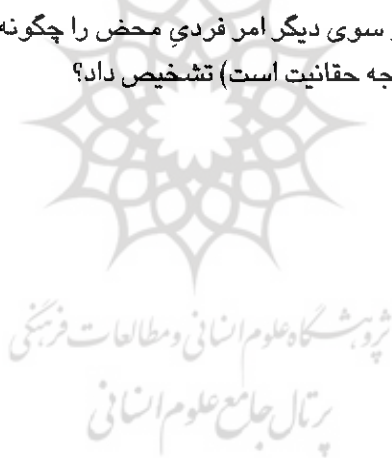 سوی دیگر امر فردیِ محض را چگونه
جه حقانیت است) تشخیص داد؟
پژوهشگاه علوم انسانی و مطالعات فرهنگی
پرتال جامع علوم انسانی